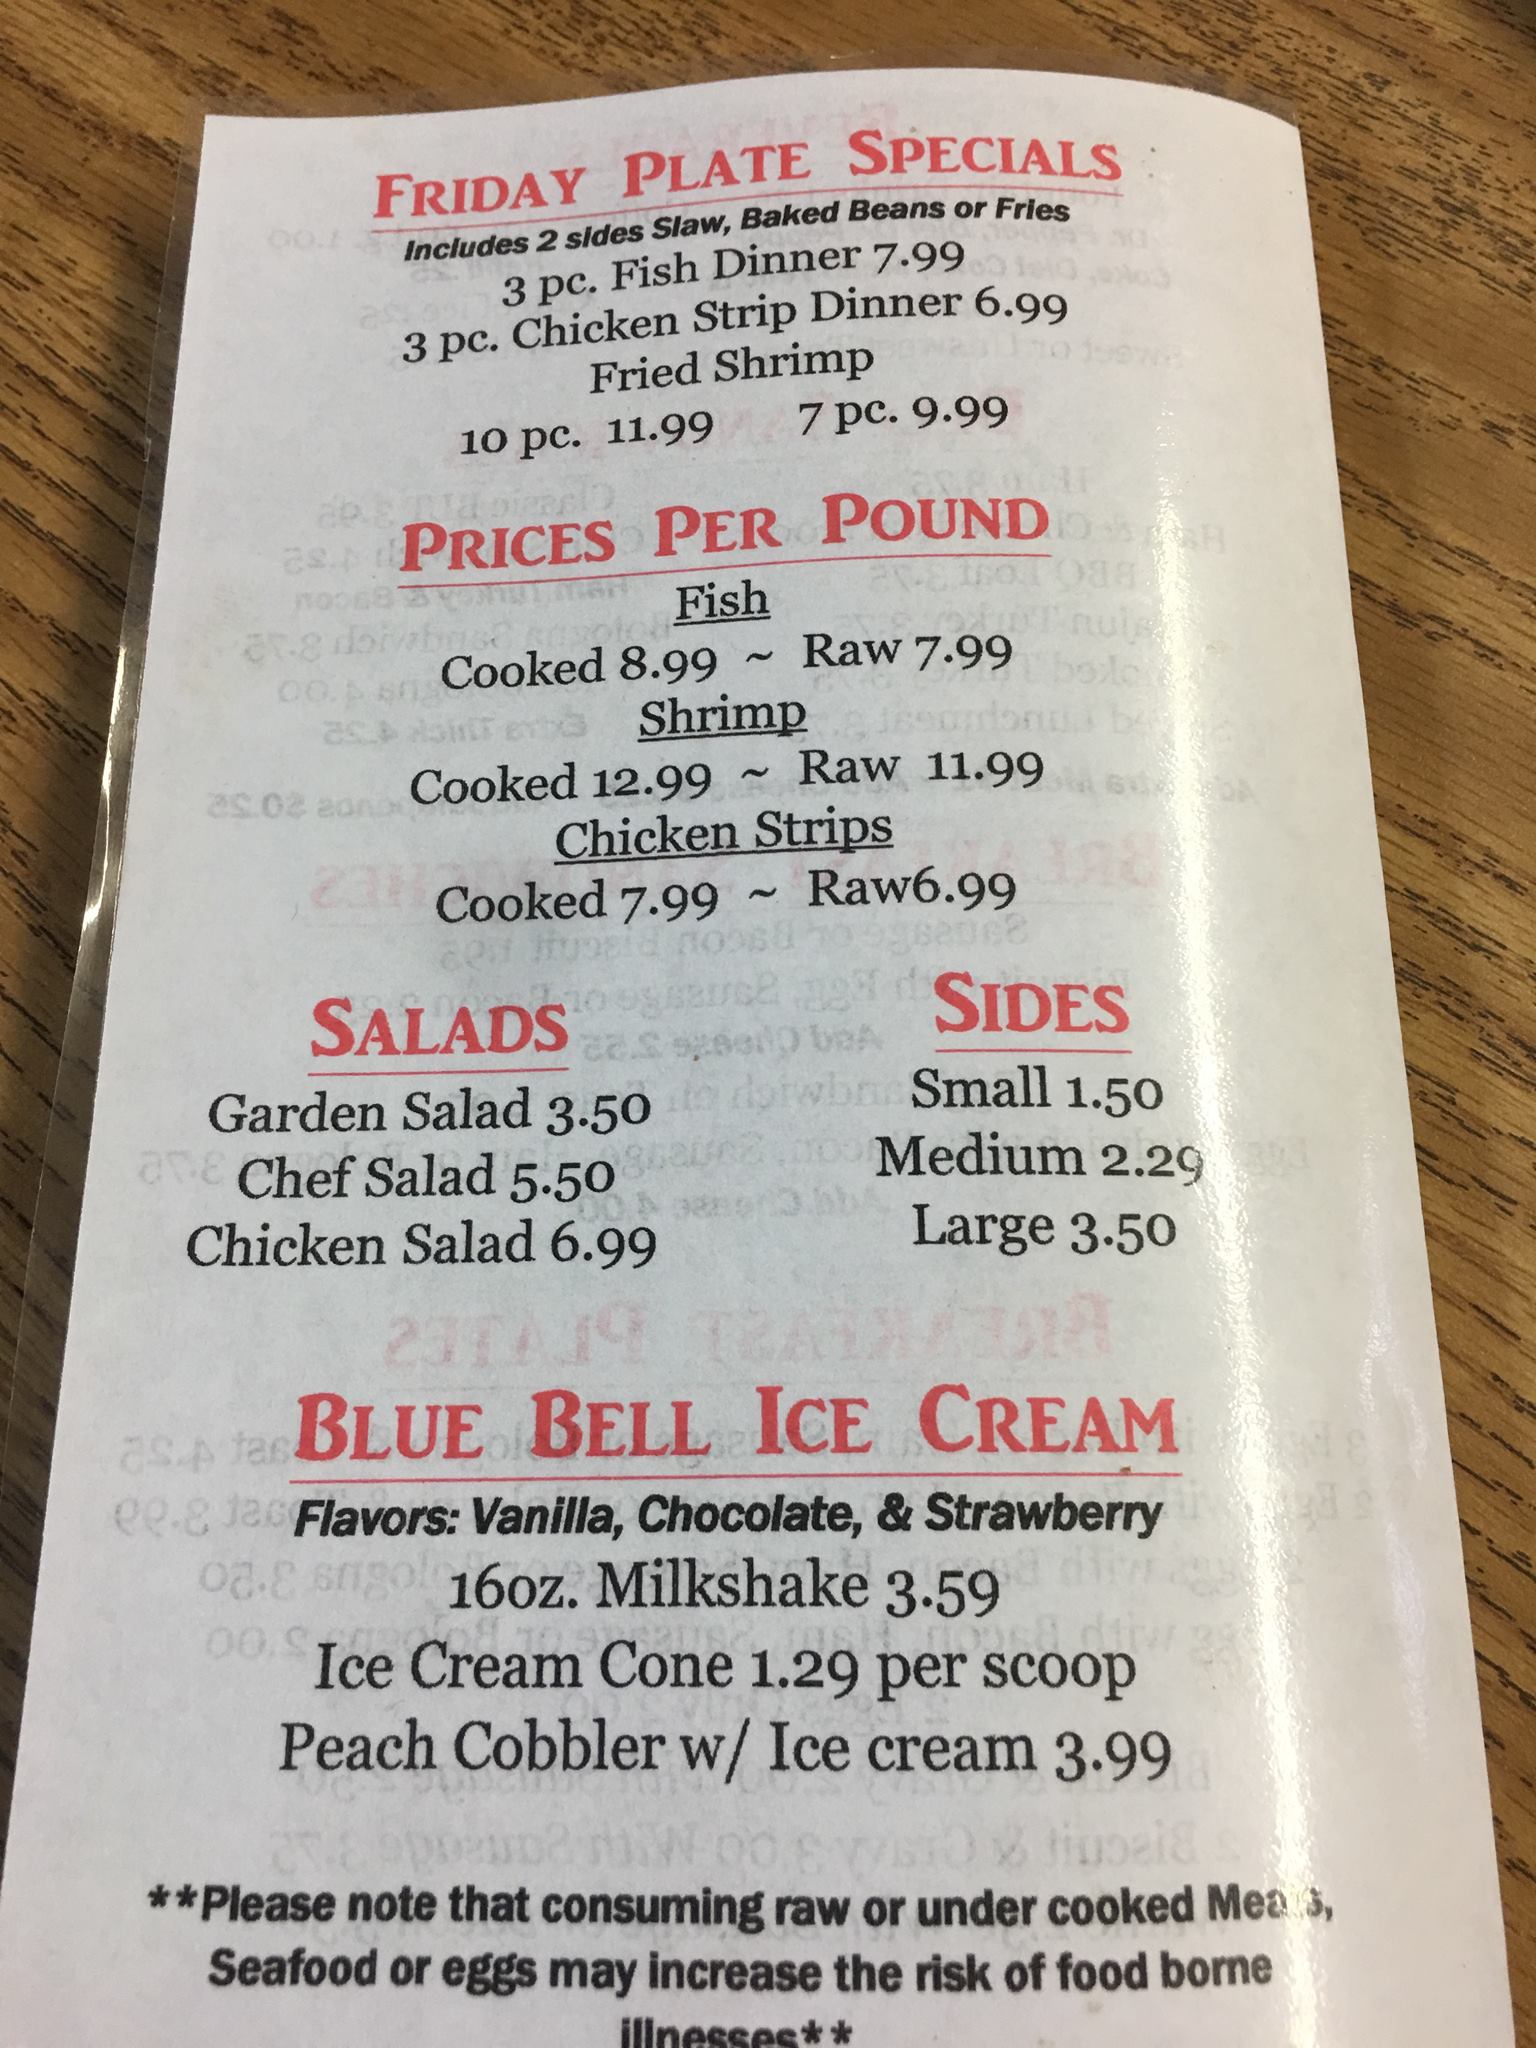 FRIDAY PLATE SPECIALS
Includes 2 sides Slaw, Baked Beans or Fries
3 pc. Fish Dinner 7.99
3 pc. Chicken Strip Dinner 6.99
Fried Shrimp
10 pc. 11.99 7 pc. 9.99
PRICES PER POUND
Fish
Cooked 8.99 ~ Raw 7.99
Shrimp
Cooked 12.99 ~ Raw 11.99
Chicken Strips
Cooked 7.99 ~ Raw6.99
SALADS
Garden Salad 3.50
Chef Salad 5.50
Chicken Salad 6.99
SIDES
Small 1.50
Medium 2.29
Large 3.50
BLUE BELL ICE CREAM
Flavors: Vanilla, Chocolate, & Strawberry
16oz. Milkshake 3.59
Ice Cream Cone 1.29 per scoop
Peach Cobbler w/ Ice cream 3.99
**Please note that consuming raw or under cooked Meats,
Seafood or eggs may increase the risk of food borne
illnesses**